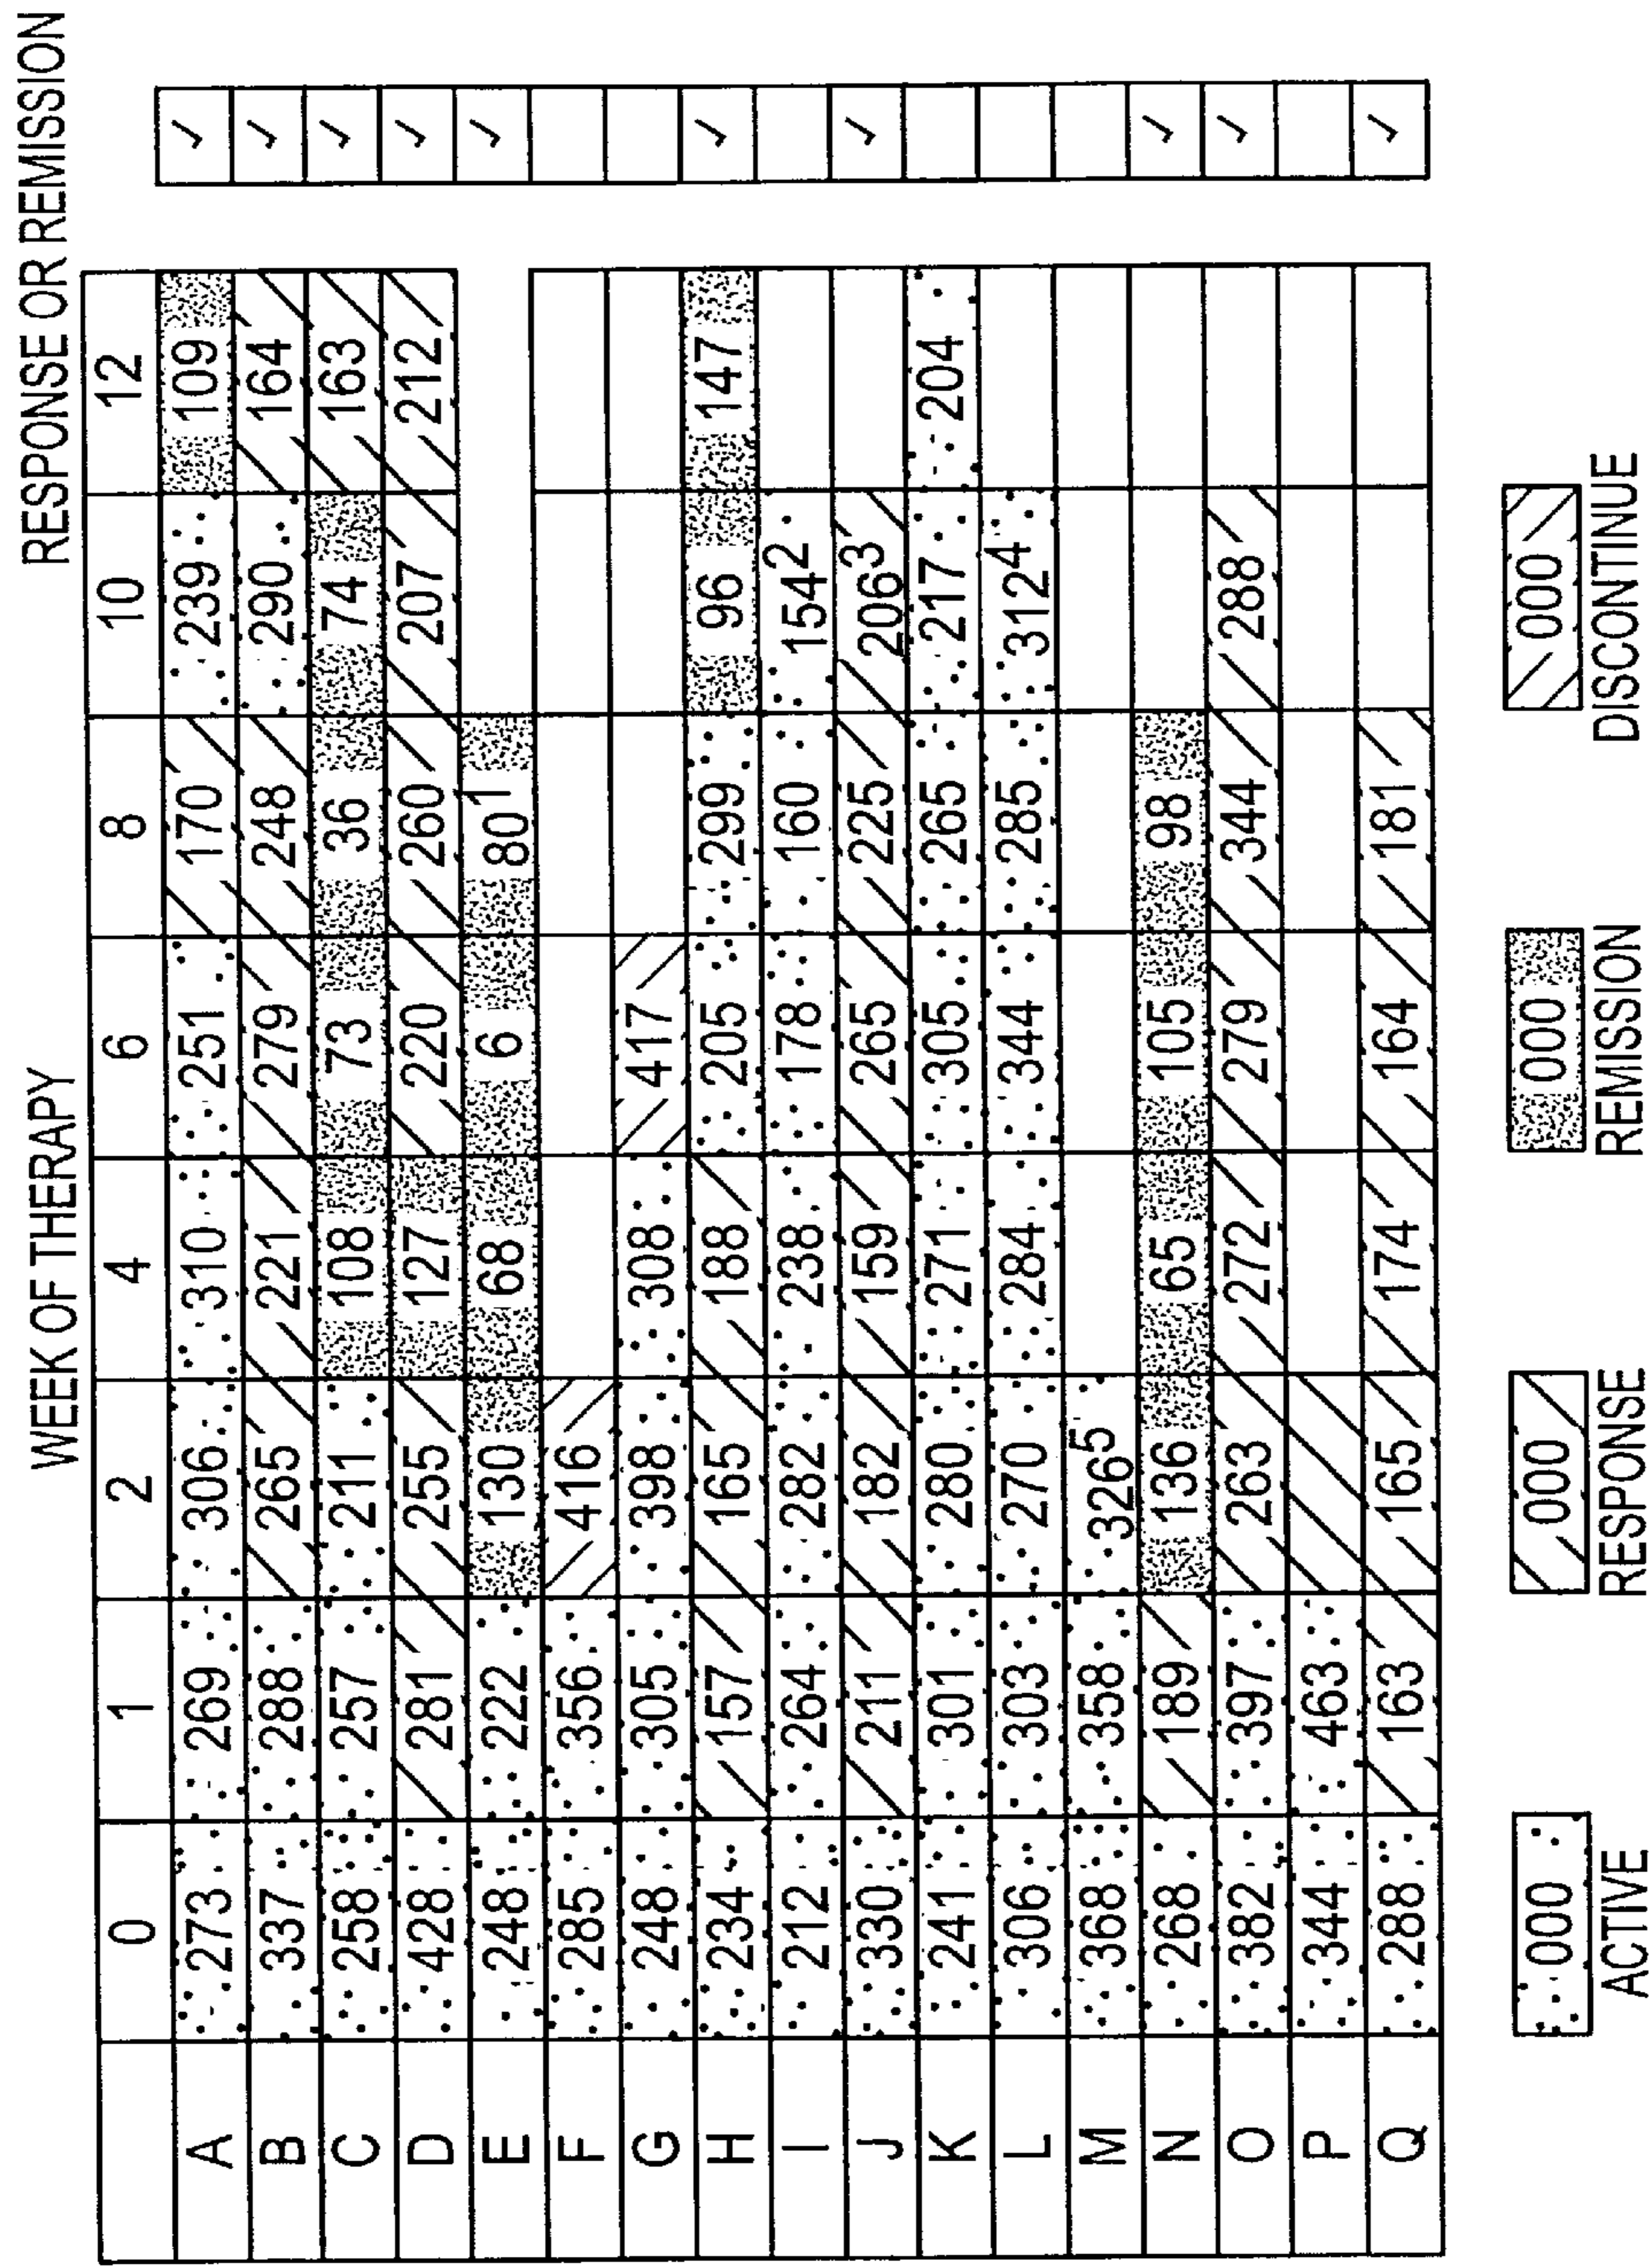 WEEK OF THERAPY
RESPONSE OR REMISSION
0 1 2 4 6 8 10 12
A 273 269 306 310 251 170 239 109 ✓
B 337 288 265 221 279 248 290 164 ✓
C 258 257 211 108 73 36 74 163 ✓
D 428 281 255 127 220 260 207 212 ✓
E 248 222 130 68 6 80¹ ✓
F 285 356 416
G 248 305 398 308 417
H 234 157 165 188 205 299 96 147 ✓
I 212 264 282 238 178 160 154²
J 330 211 182 159 265 225 206³ ✓
K 241 301 280 271 305 265 217 204
L 306 303 270 284 344 285 312⁴
M 368 358 326⁵
N 268 189 136 65 105 98 ✓
O 382 397 263 272 279 344 288 ✓
P 344 463
Q 288 163 165 174 164 181 ✓
000 000 000 000
ACTIVE RESPONSE REMISSION DISCONTINUE